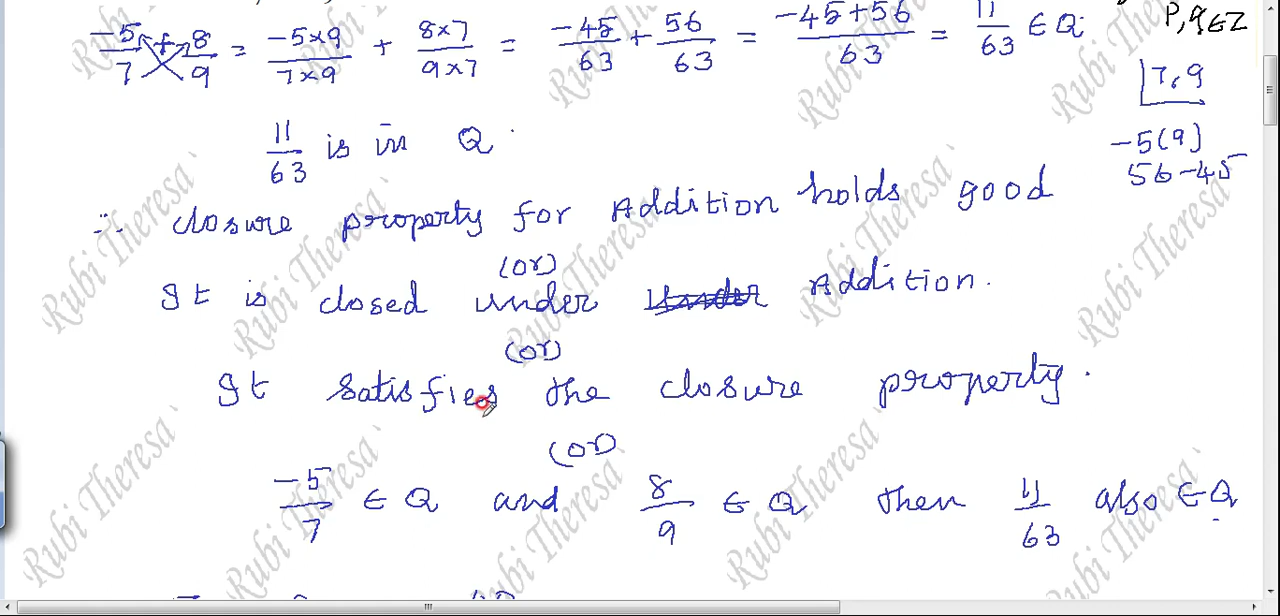 -5/7 + 8/9 = -5×9/7×9 + 8×7/9×7 = -45/63 + 56/63 = -45+56/63 = 11/63 ∈ Q
P, q ∈ Z
7, 9
-5(9)
56-45
11/63 is in Q
∴ closure property for Addition holds good
(or)
It is closed under Addition.
(or)
It satisfies the closure property.
(or)
-5/7 ∈ Q and 8/9 ∈ Q then 11/63 also ∈ Q
Rubi Theresa